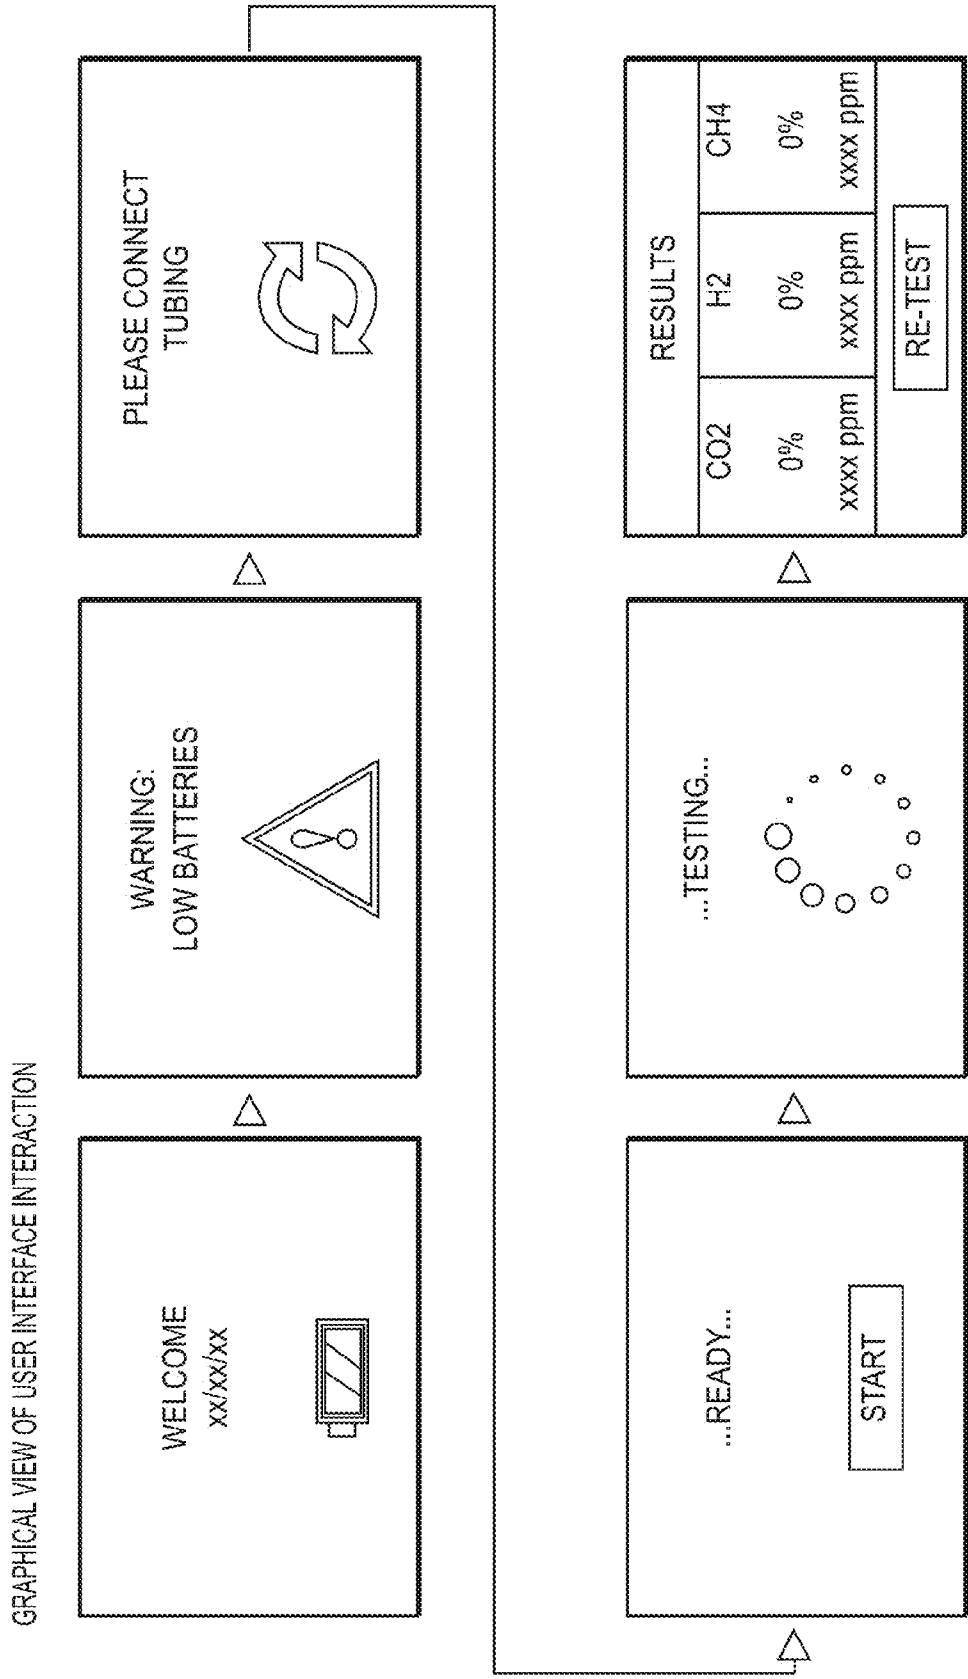 GRAPHICAL VIEW OF USER INTERFACE INTERACTION
WELCOME
xx/xx/xx
WARNING:
LOW BATTERIES
PLEASE CONNECT
TUBING
...READY...
START
...TESTING...
RESULTS
CO2 H2 CH4
0% 0% 0%
xxxx ppm xxxx ppm xxxx ppm
RE-TEST